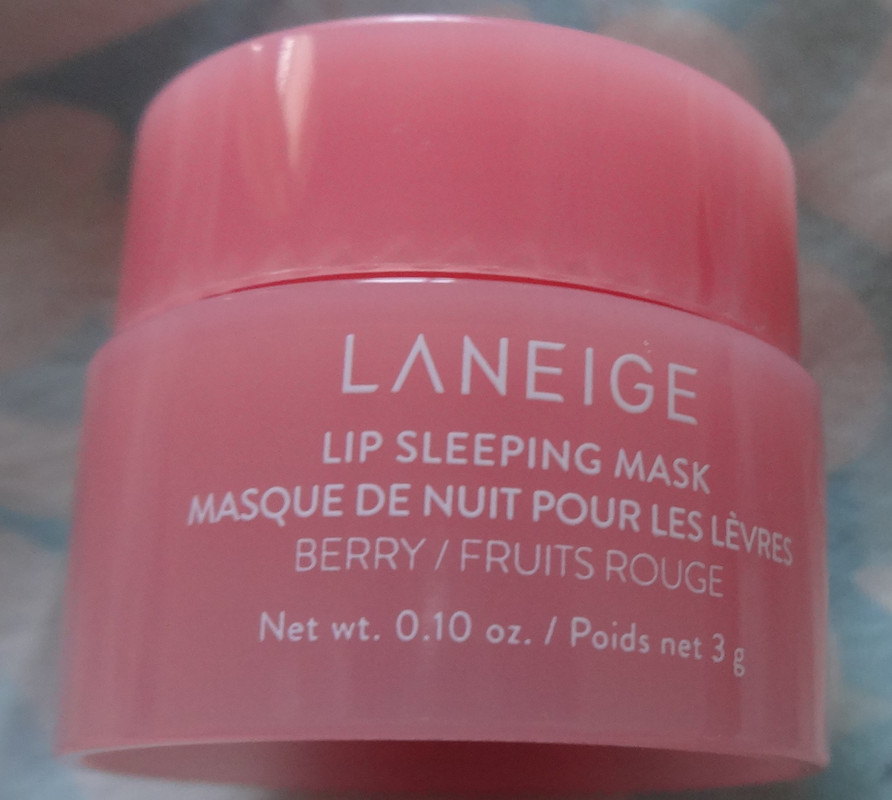 LANEIGE
LIP SLEEPING MASK
MASQUE DE NUIT POUR LES LÈVRES
BERRY / FRUITS ROUGE
Net wt. 0.10 oz. / Poids net 3 g